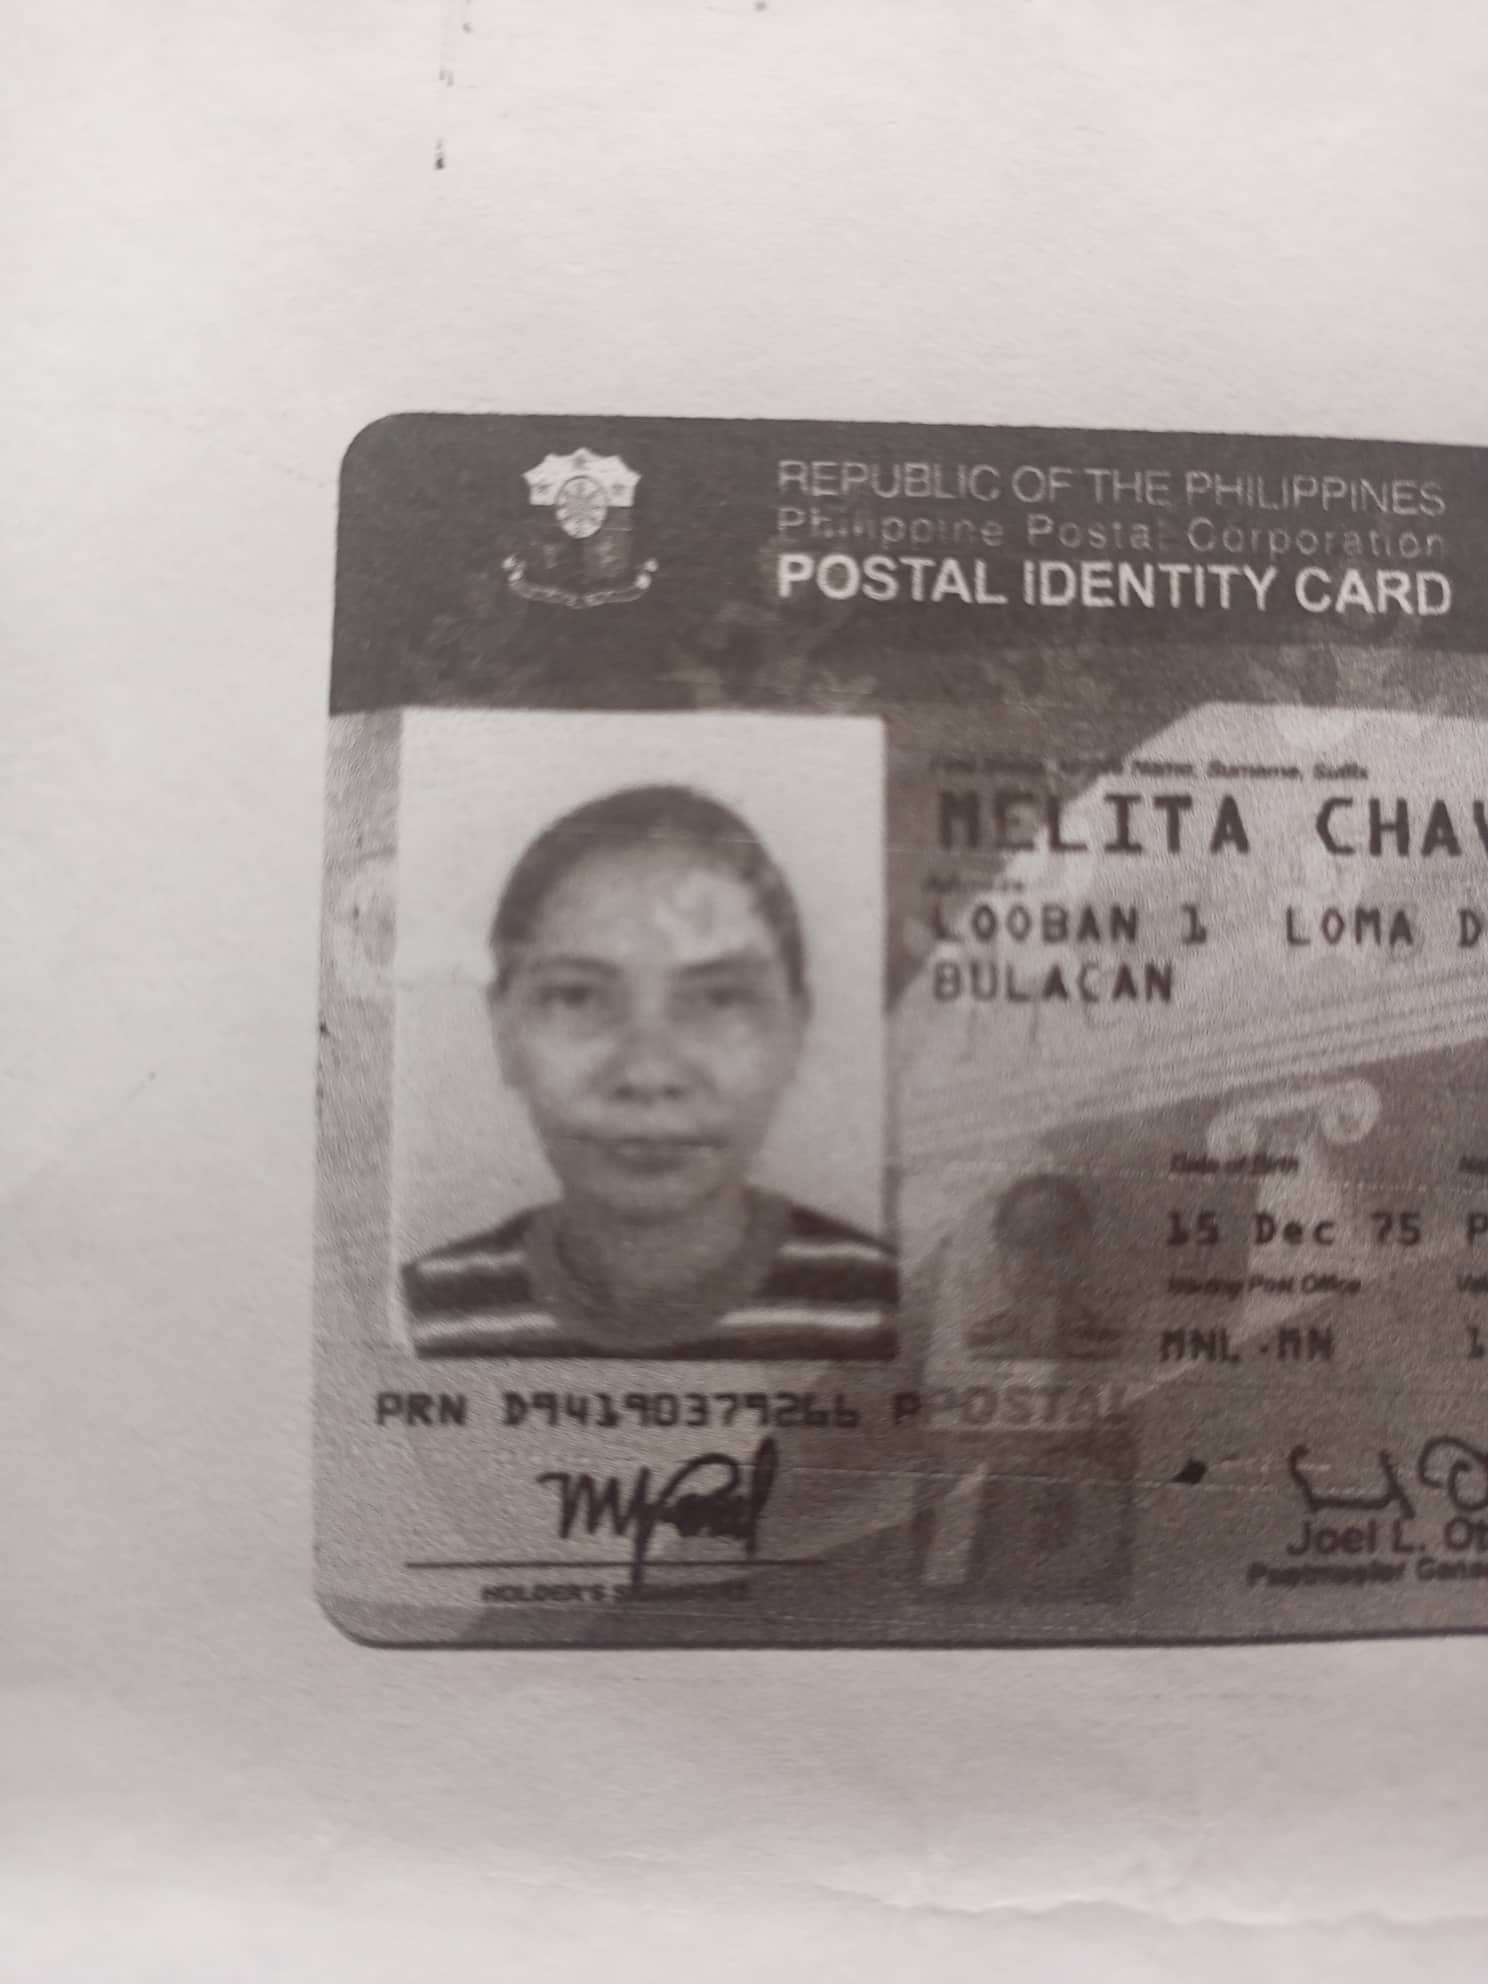 REPUBLIC OF THE PHILIPPINES
Philippine Postal Corporation
POSTAL IDENTITY CARD
Name, Surname, Suffix
MELITA CHAV
Address
LOOBAN 1 LOMA D
BULACAN
Date of Birth
15 Dec 75 P
Issuing Post Office
MNL-MN 1
PRN D94190379266 P
POSTAL
Joel L. Ot
Postmaster Gene
HOLDER'S SIGNATURE